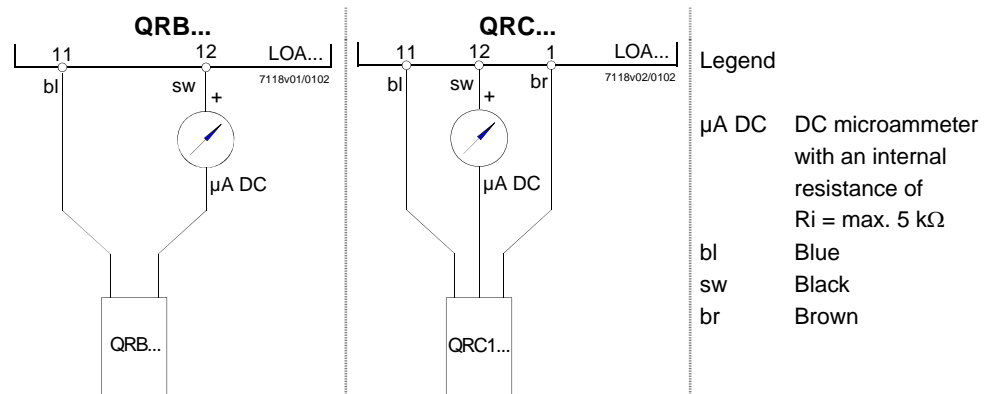 QRB...
11 12 LOA...
bl sw 7118v01/0102
+
µA DC
QRB...
QRC...
11 12 1 LOA...
bl sw br 7118v02/0102
+
µA DC
QRC1...
Legend
µA DC DC microammeter
with an internal
resistance of
Ri = max. 5 kΩ
bl Blue
sw Black
br Brown